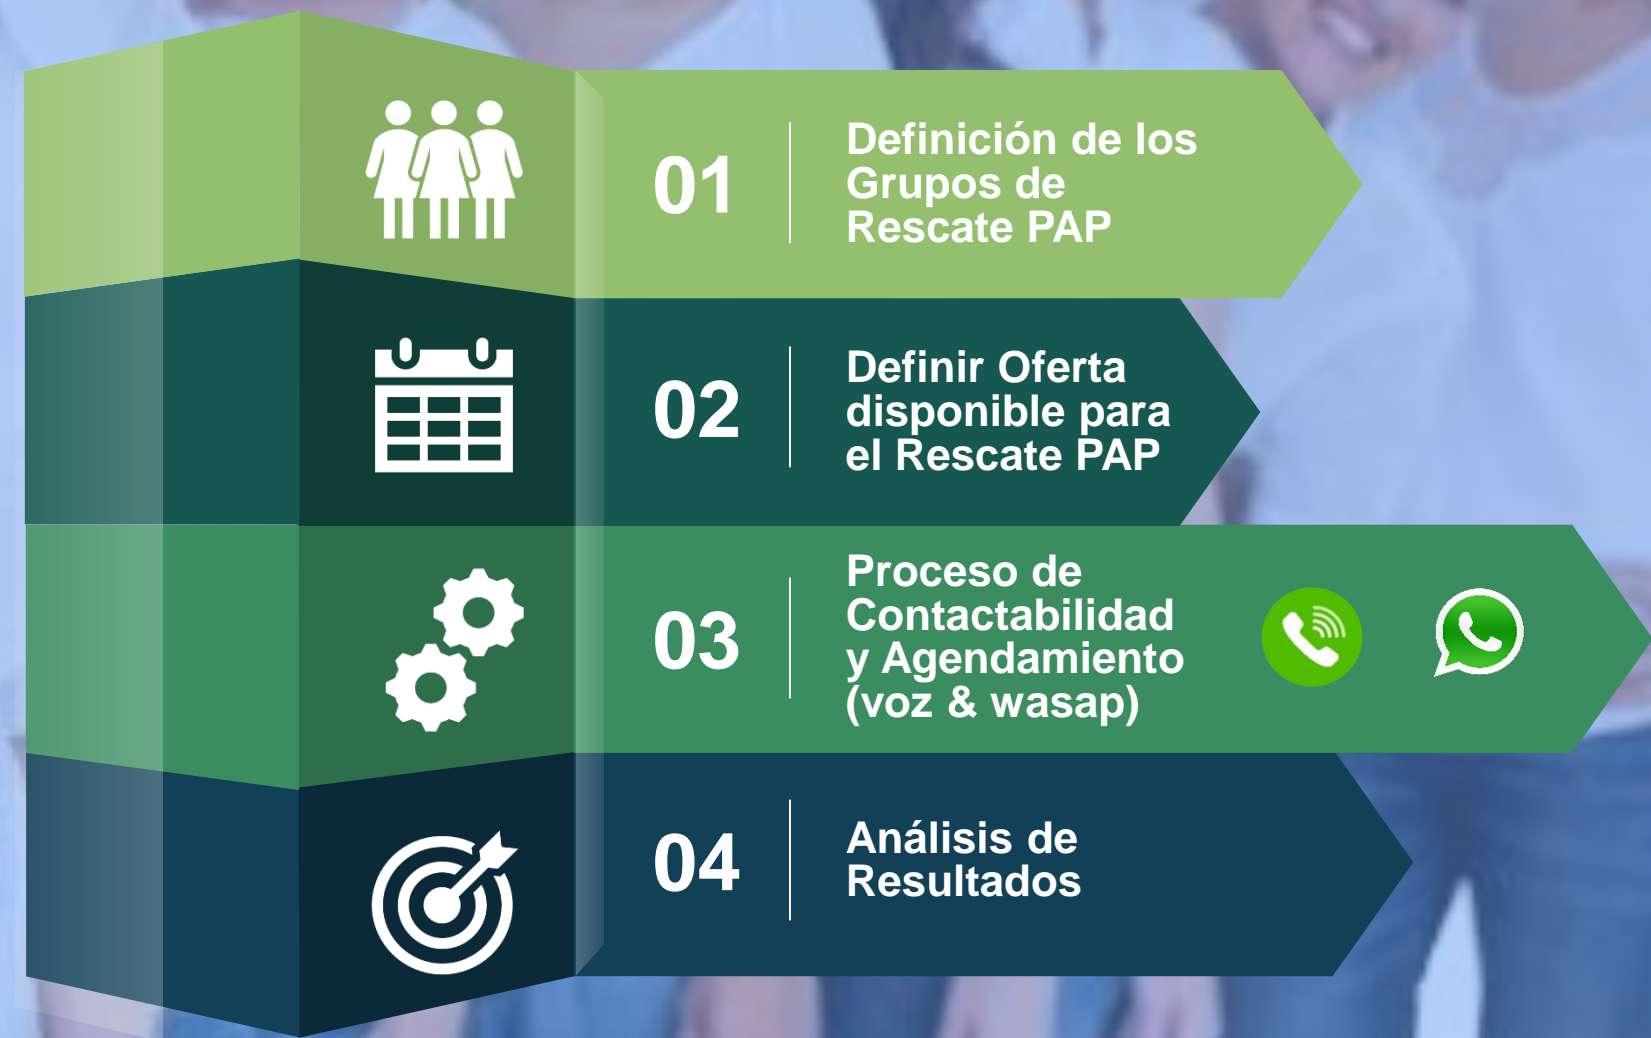 01
Definición de los
Grupos de
Rescate PAP
02
Definir Oferta
disponible para
el Rescate PAP
03
Proceso de
Contactabilidad
y Agendamiento
(voz & wasap)
04
Análisis de
Resultados